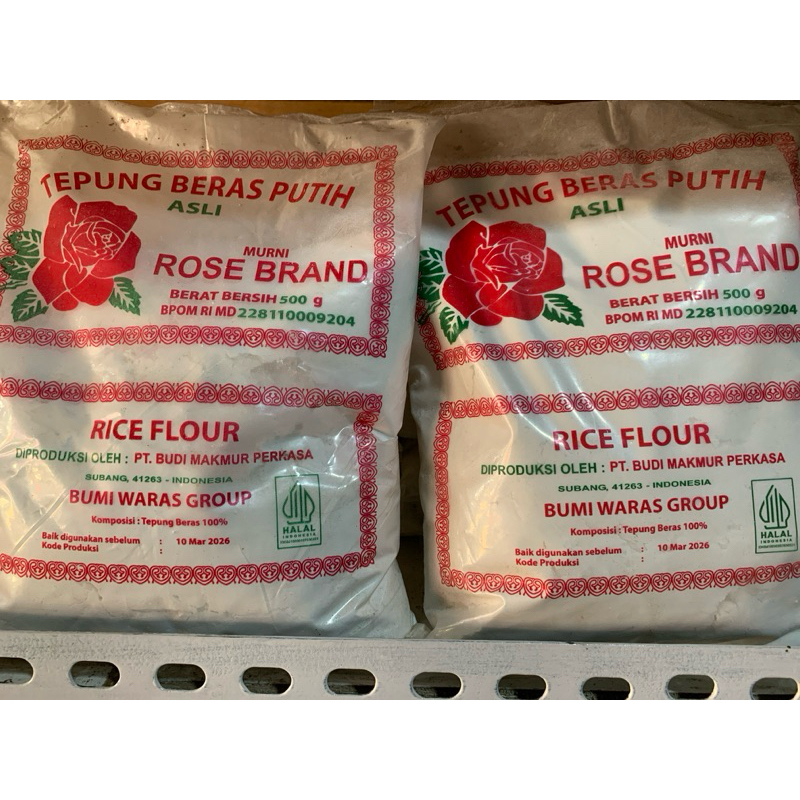 TEPUNG BERAS PUTIH
ASLI
MURNI
ROSE BRAND
BERAT BERSIH 500 g
BPOM RI MD 228110009204
RICE FLOUR
DIPRODUKSI OLEH : PT. BUDI MAKMUR PERKASA
SUBANG, 41263 - INDONESIA
BUMI WARAS GROUP
Komposisi : Tepung Beras 100%
Baik digunakan sebelum : 10 Mar 2026
Kode Produksi :
HALAL
INDONESIA
TEPUNG BERAS PUTIH
ASLI
MURNI
ROSE BRAND
BERAT BERSIH 500 g
BPOM RI MD 228110009204
RICE FLOUR
DIPRODUKSI OLEH : PT. BUDI MAKMUR PERKASA
SUBANG, 41263 - INDONESIA
BUMI WARAS GROUP
Komposisi : Tepung Beras 100%
Baik digunakan sebelum : 10 Mar 2026
Kode Produksi :
HALAL
INDONESIA